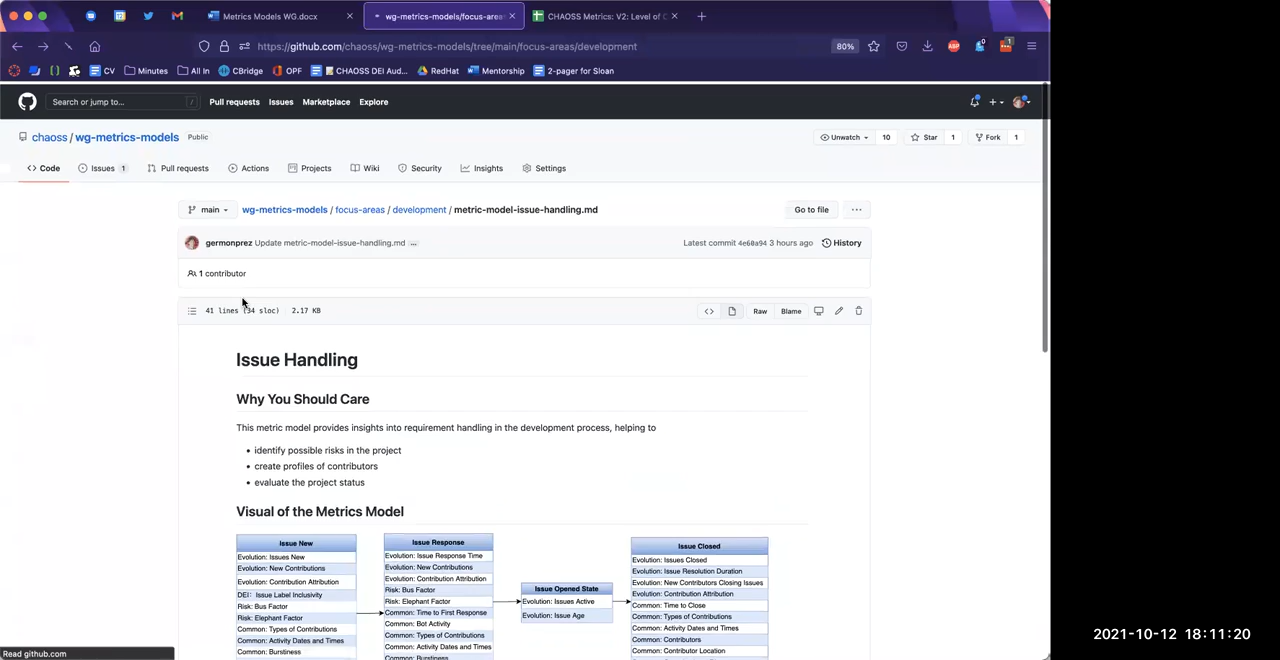 Metrics Models WG.docx
wg-metrics-models/focus-areas
CHAOSS Metrics: V2: Level of C
https://github.com/chaoss/wg-metrics-models/tree/main/focus-areas/development
80%
CV
Minutes
All In
CBridge
OPF
CHAOSS DEI Aud...
RedHat
Mentorship
2-pager for Sloan
Search or jump to...
/
Pull requests
Issues
Marketplace
Explore
chaoss / wg-metrics-models
Public
Unwatch
10
Star
1
Fork
1
<> Code
Issues 1
Pull requests
Actions
Projects
Wiki
Security
Insights
Settings
main
wg-metrics-models / focus-areas / development / metric-model-issue-handling.md
Go to file
...
germonprez Update metric-model-issue-handling.md ...
Latest commit 4e60a94 3 hours ago
History
1 contributor
41 lines (34 sloc) 2.17 KB
Raw
Blame
Issue Handling
Why You Should Care
This metric model provides insights into requirement handling in the development process, helping to
• identify possible risks in the project
• create profiles of contributors
• evaluate the project status
Visual of the Metrics Model
Issue New
Evolution: Issues New
Evolution: New Contributions
Evolution: Contribution Attribution
DEI: Issue Label Inclusivity
Risk: Bus Factor
Risk: Elephant Factor
Common: Types of Contributions
Common: Activity Dates and Times
Common: Burstiness
Issue Response
Evolution: Issue Response Time
Evolution: New Contributions
Evolution: Contribution Attribution
Risk: Bus Factor
Risk: Elephant Factor
Common: Time to First Response
Common: Bot Activity
Common: Types of Contributions
Common: Activity Dates and Times
Common: Burstiness
Issue Opened State
Evolution: Issues Active
Evolution: Issue Age
Issue Closed
Evolution: Issues Closed
Evolution: Issue Resolution Duration
Evolution: New Contributors Closing Issues
Evolution: Contribution Attribution
Common: Time to Close
Common: Types of Contributions
Common: Activity Dates and Times
Common: Contributors
Common: Contributor Location
Read github.com
2021-10-12 18:11:20